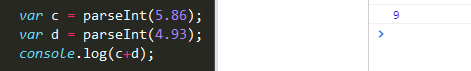 var c = parseInt(5.86);
var d = parseInt(4.93);
console.log(c+d);
9
>